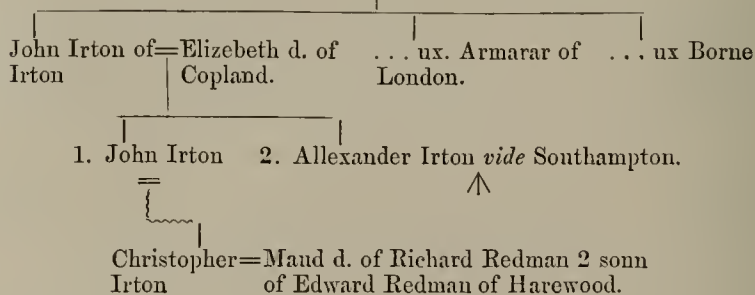 John Irton of=Elizebeth d. of ... ux. Armarar of ... ux Borne
Irton Copland. London.
1. John Irton 2. Allexander Irton vide Southampton.
=
Christopher=Maud d. of Richard Redman 2 sonn
Irton of Edward Redman of Harewood.